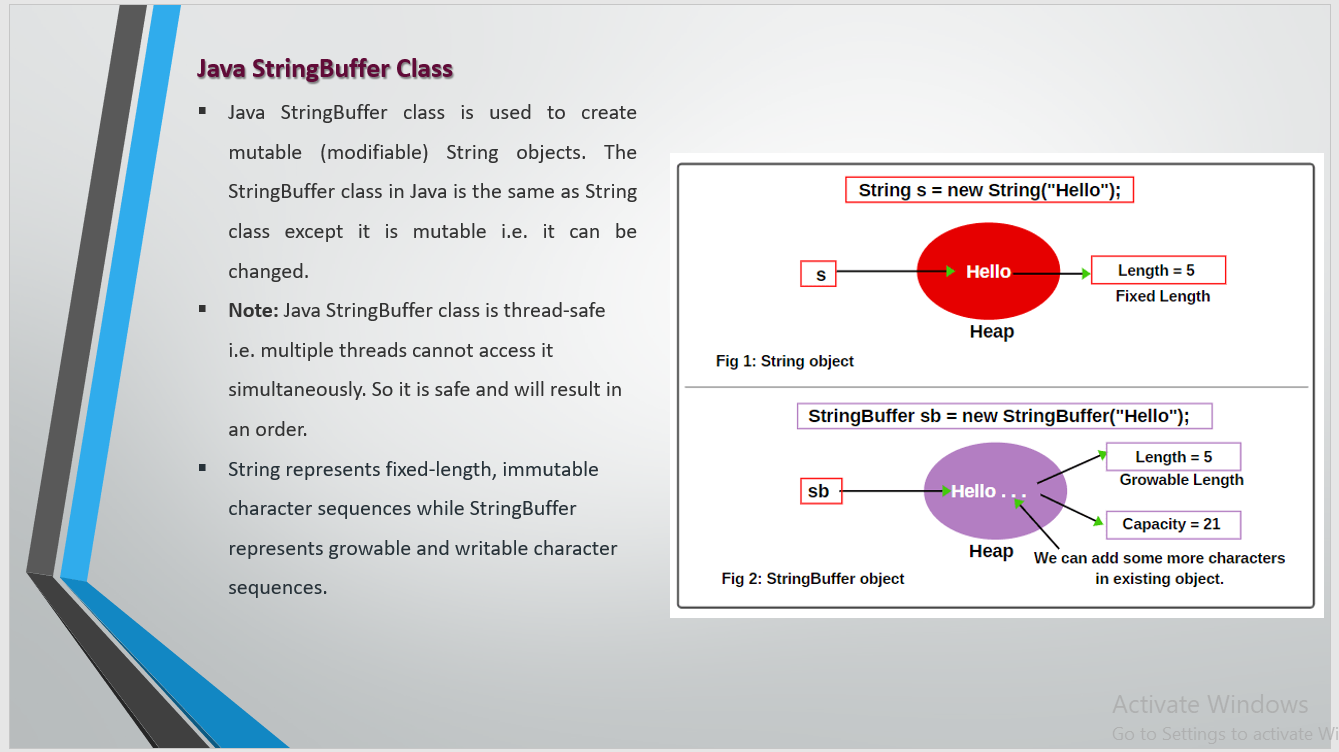 Java StringBuffer Class
▪ Java StringBuffer class is used to create
mutable (modifiable) String objects. The
StringBuffer class in Java is the same as String
class except it is mutable i.e. it can be
changed.
▪ Note: Java StringBuffer class is thread-safe
i.e. multiple threads cannot access it
simultaneously. So it is safe and will result in
an order.
▪ String represents fixed-length, immutable
character sequences while StringBuffer
represents growable and writable character
sequences.
String s = new String("Hello");
s
Hello
Length = 5
Fixed Length
Heap
Fig 1: String object
StringBuffer sb = new StringBuffer("Hello");
sb
Hello . . .
Length = 5
Growable Length
Capacity = 21
Heap
We can add some more characters
in existing object.
Fig 2: StringBuffer object
Activate Windows
Go to Settings to activate Wi